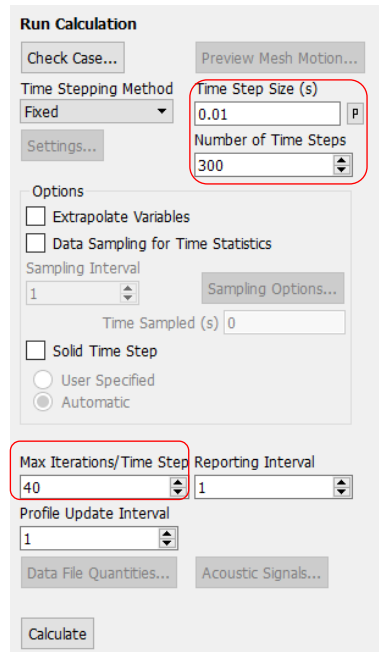 Run Calculation
Check Case... Preview Mesh Motion...
Time Stepping Method Time Step Size (s)
Fixed 0.01 P
Settings... Number of Time Steps
300
Options
Extrapolate Variables
Data Sampling for Time Statistics
Sampling Interval
1 Sampling Options...
Time Sampled (s) 0
Solid Time Step
User Specified
Automatic
Max Iterations/Time Step Reporting Interval
40 1
Profile Update Interval
1
Data File Quantities... Acoustic Signals...
Calculate